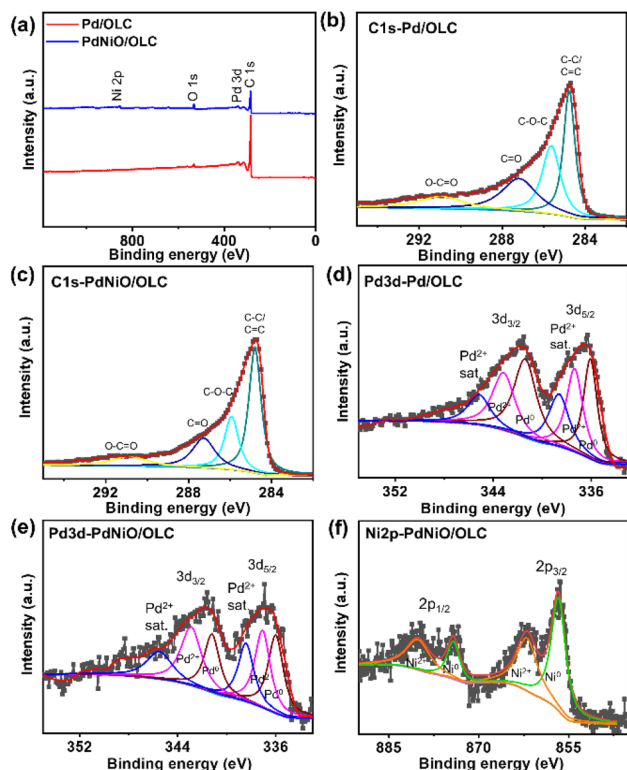 (a)
Pd/OLC
PdNiO/OLC
Ni 2p
O 1s
Pd 3d
C 1s
Intensity (a.u.)
800
400
0
Binding energy (eV)
(b)
C1s-Pd/OLC
C-C/
C=C
C-O-C
C=O
O-C=O
Intensity (a.u.)
292
288
284
Binding energy (eV)
(c)
C1s-PdNiO/OLC
C-C/
C=C
C-O-C
C=O
O-C=O
Intensity (a.u.)
292
288
284
Binding energy (eV)
(d)
Pd3d-Pd/OLC
3d3/2
3d5/2
Pd2+
sat.
Pd2+
sat.
Pd2+
Pd0
Pd2+
Pd0
Intensity (a.u.)
352
344
336
Binding energy (eV)
(e)
Pd3d-PdNiO/OLC
3d3/2
3d5/2
Pd2+
sat.
Pd2+
sat.
Pd2+
Pd0
Pd2
Pd0
Intensity (a.u.)
352
344
336
Binding energy (eV)
(f)
Ni2p-PdNiO/OLC
2p1/2
2p3/2
Ni2+
Ni0
Ni2+
Ni0
Intensity (a.u.)
885
870
855
Binding energy (eV)